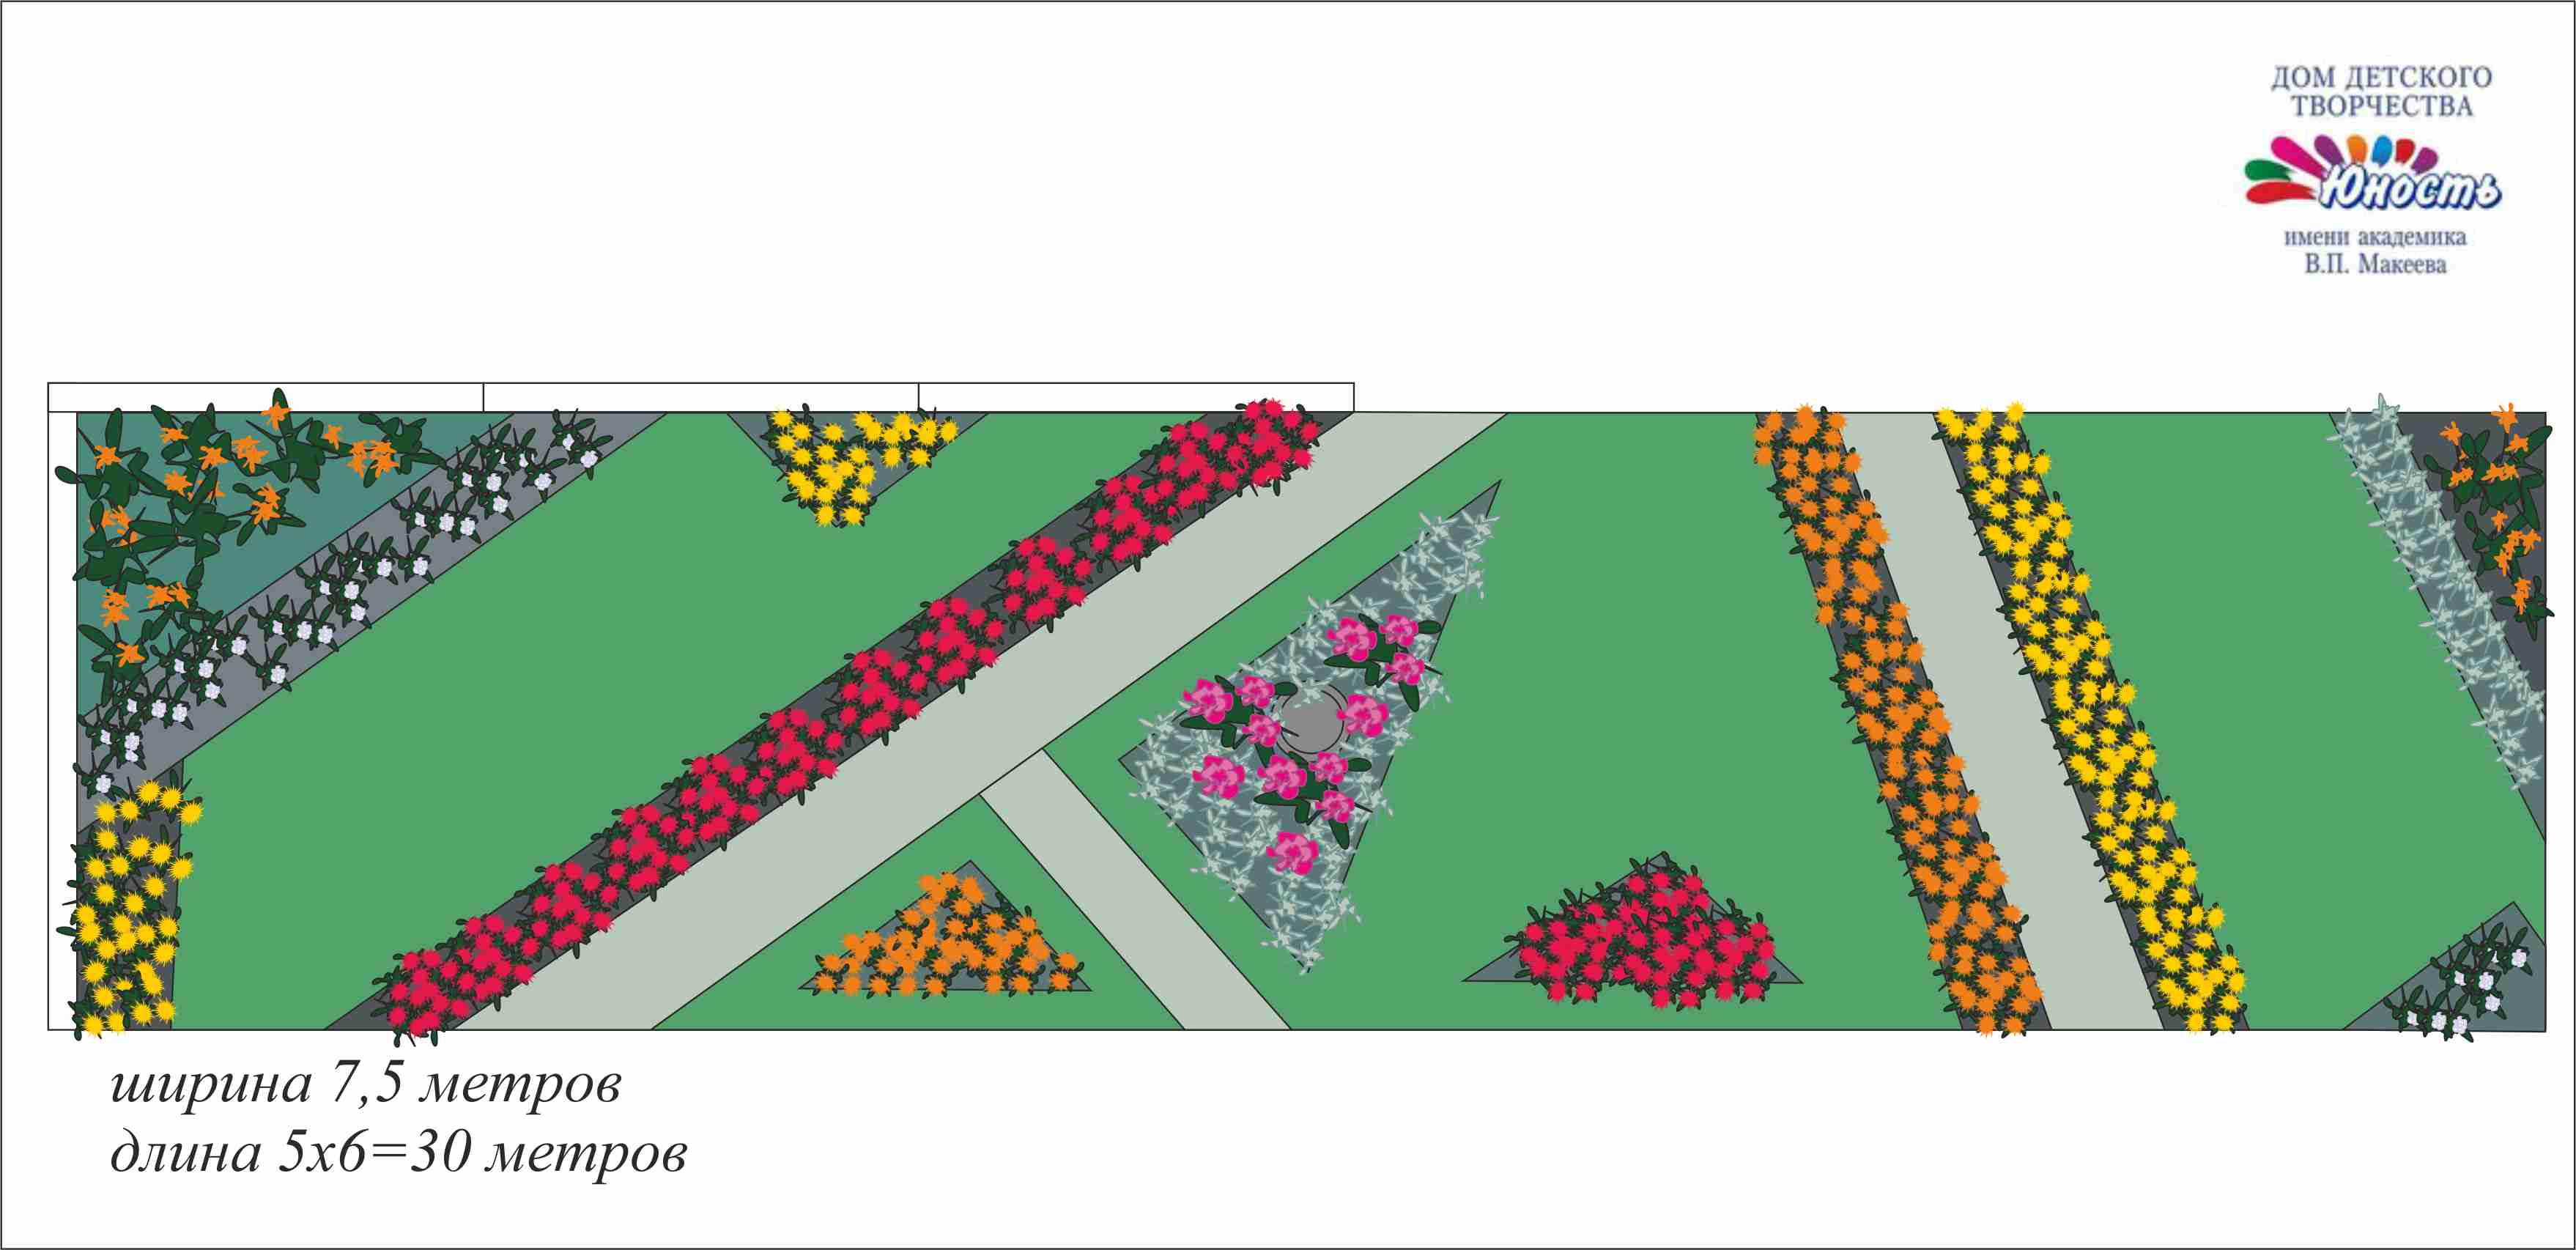 ДОМ ДЕТСКОГО
ТВОРЧЕСТВА
Юность
имени академика
В.П. Макеева
ширина 7,5 метров
длина 5х6=30 метров